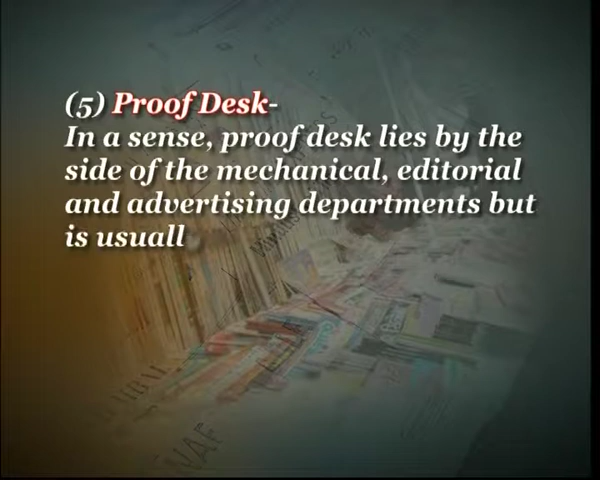 (5) Proof Desk-
In a sense, proof desk lies by the
side of the mechanical, editorial
and advertising departments but
is usuall